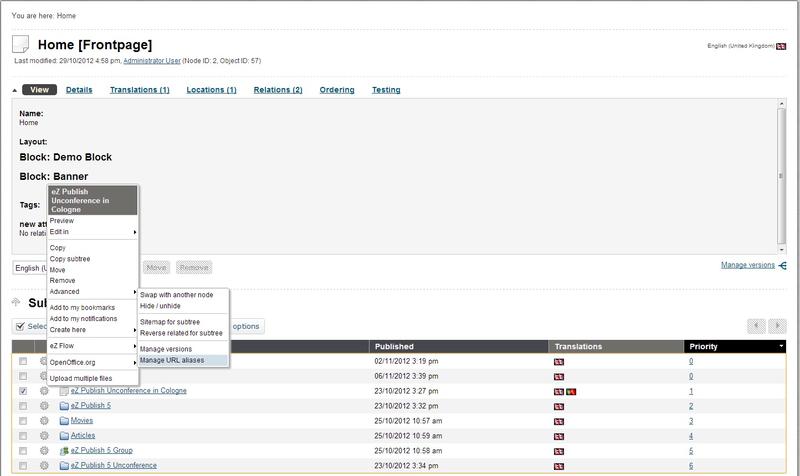 You are here: Home
Home [Frontpage]
English (United Kingdom)
Last modified: 29/10/2012 4:58 pm, Administrator User (Node ID: 2, Object ID: 57)
View Details Translations (1) Locations (1) Relations (2) Ordering Testing
Name:
Home
Layout:
Block: Demo Block
Block: Banner
Tags:
new att
No relati
eZ Publish
Unconference in
Cologne
Preview
Edit in
Copy
Copy subtree
Move
Remove
Advanced
Add to my bookmarks
Add to my notifications
Create here
eZ Flow
OpenOffice.org
Upload multiple files
Swap with another node
Hide / unhide
Sitemap for subtree
Reverse related for subtree
Manage versions
Manage URL aliases
English (U
Move Remove
Manage versions
Sub
Selec
options
Published Translations Priority
02/11/2012 3:19 pm 0
06/11/2012 3:39 pm 0
eZ Publish Unconference in Cologne 23/10/2012 3:27 pm 1
eZ Publish 5 23/10/2012 3:32 pm 2
Movies 25/10/2012 10:57 am 3
Articles 25/10/2012 10:59 am 4
eZ Publish 5 Group 25/10/2012 10:58 am 5
eZ Publish 5 Unconference 23/10/2012 3:34 pm 6